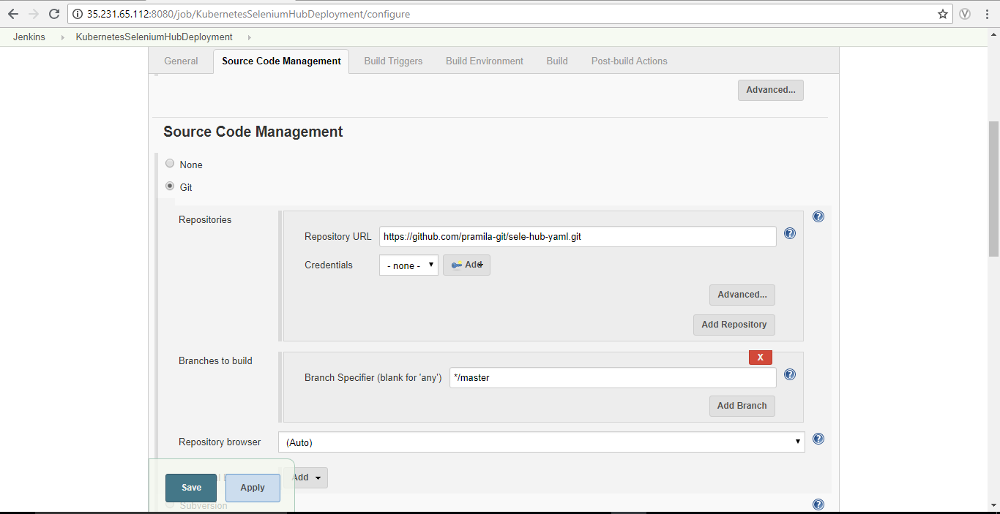 35.231.65.112:8080/job/KubernetesSeleniumHubDeployment/configure
Jenkins KubernetesSeleniumHubDeployment
General Source Code Management Build Triggers Build Environment Build Post-build Actions
Advanced...
Source Code Management
None
Git
Repositories
Repository URL https://github.com/pramila-git/sele-hub-yaml.git
Credentials - none - Add
Advanced...
Add Repository
Branches to build
X
Branch Specifier (blank for 'any') */master
Add Branch
Repository browser (Auto)
Add
Save Apply
Subversion